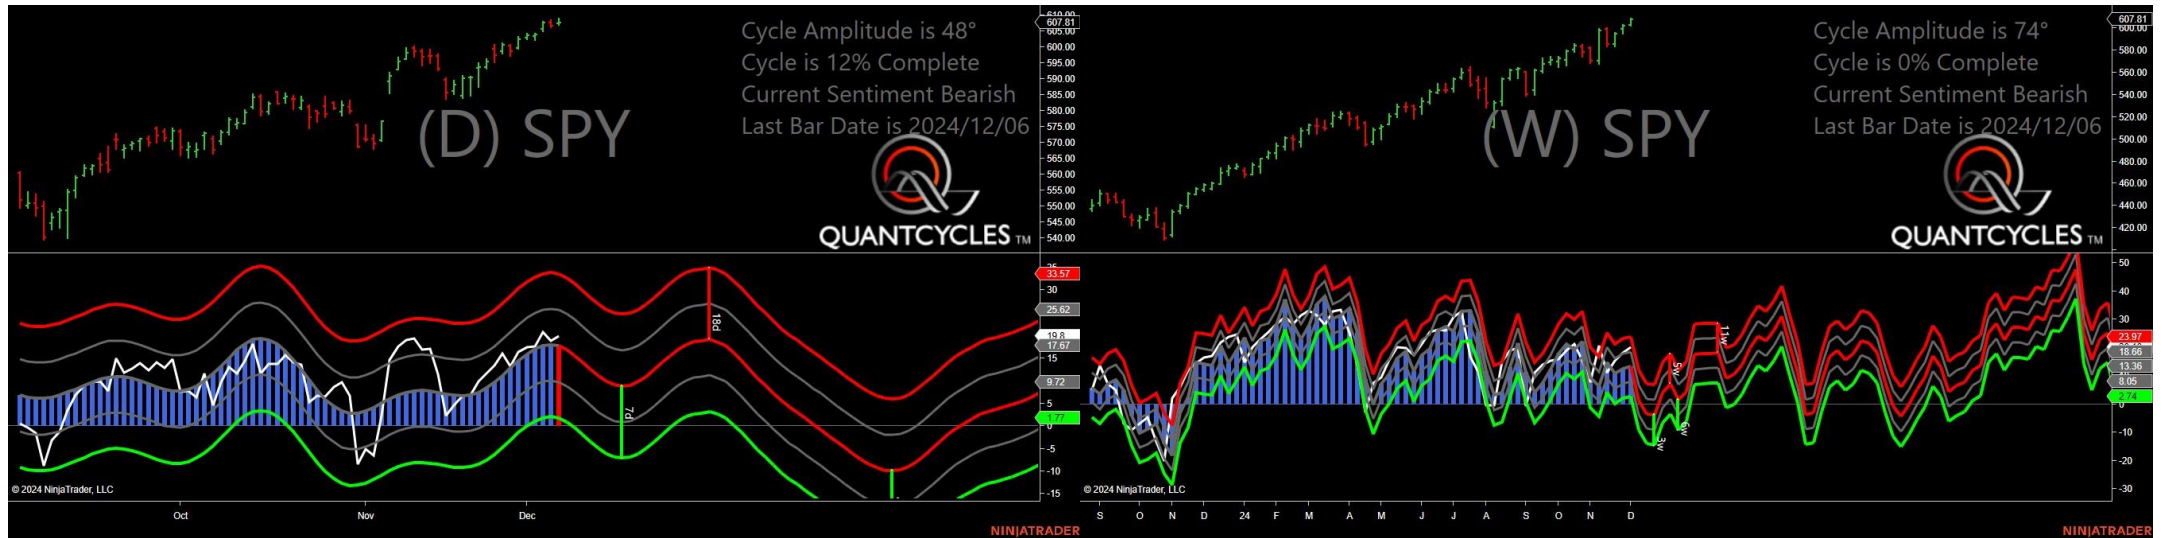 Cycle Amplitude is 48°
Cycle is 12% Complete
Current Sentiment Bearish
Last Bar Date is 2024/12/06
(D) SPY
QUANTCYCLES TM
610.00
607.81
605.00
600.00
595.00
590.00
585.00
580.00
575.00
570.00
565.00
560.00
555.00
550.00
545.00
540.00
33.57
30
25.62
19.8
17.67
15
9.72
5
1.77
0
-5
-10
-15
18d
7d
© 2024 NinjaTrader, LLC
Oct
Nov
Dec
NINJATRADER
Cycle Amplitude is 74°
Cycle is 0% Complete
Current Sentiment Bearish
Last Bar Date is 2024/12/06
(W) SPY
QUANTCYCLES TM
607.81
600.00
580.00
560.00
540.00
520.00
500.00
480.00
460.00
440.00
420.00
50
40
30
23.97
18.66
13.36
8.05
2.74
0
-10
-20
-30
11w
5w
3w
6w
© 2024 NinjaTrader, LLC
S O N D 24 F M A M J J A S O N D
NINJATRADER